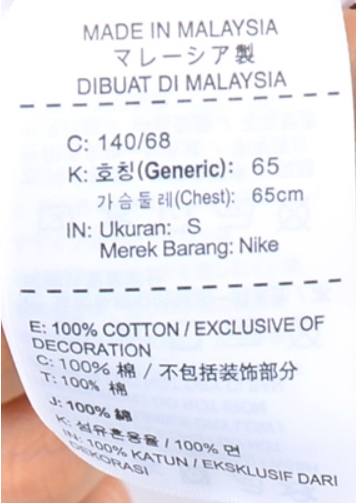 MADE IN MALAYSIA
マレーシア製
DIBUAT DI MALAYSIA
C: 140/68
K: 호칭(Generic): 65
가슴둘레(Chest): 65cm
IN: Ukuran: S
Merek Barang: Nike
E: 100% COTTON / EXCLUSIVE OF
DECORATION
C: 100% 棉 / 不包括装饰部分
T: 100% 棉
J: 100% 綿
K: 섬유혼용율 / 100% 면
IN: 100% KATUN / EKSKLUSIF DARI
DEKORASI